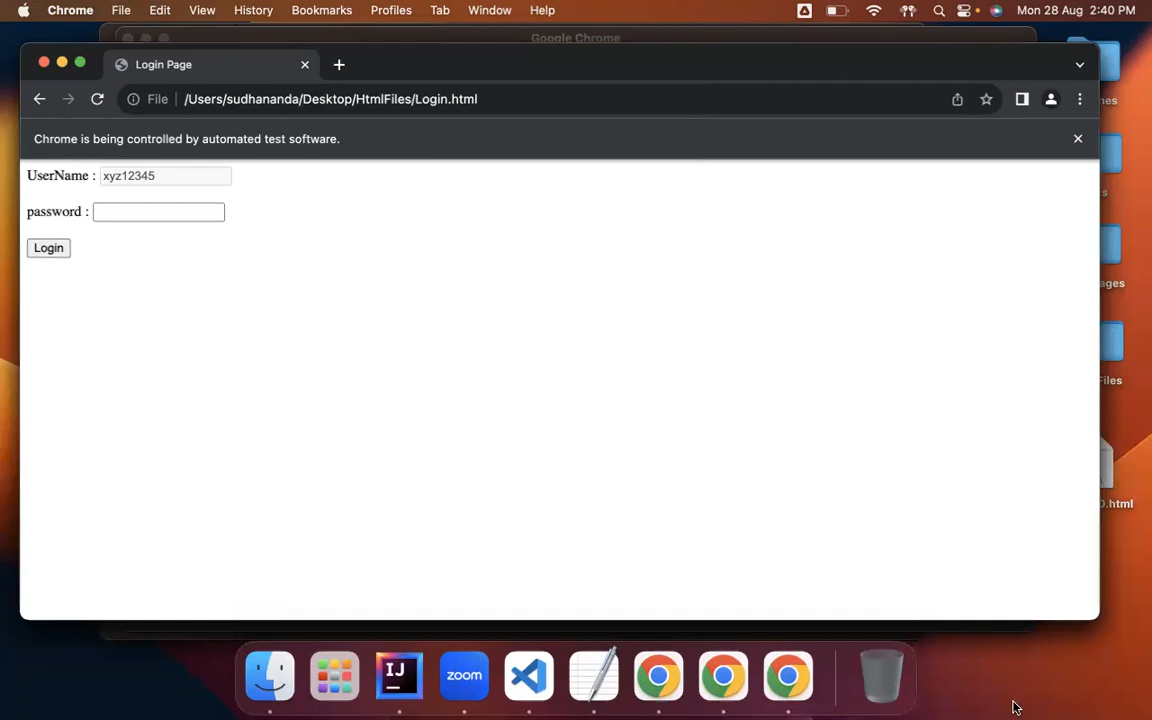 Chrome File Edit View History Bookmarks Profiles Tab Window Help Mon 28 Aug 2:40 PM
Google Chrome
Login Page
File /Users/sudhananda/Desktop/HtmlFiles/Login.html
Chrome is being controlled by automated test software.
UserName : xyz12345
password :
Login
.html
IJ
zoom